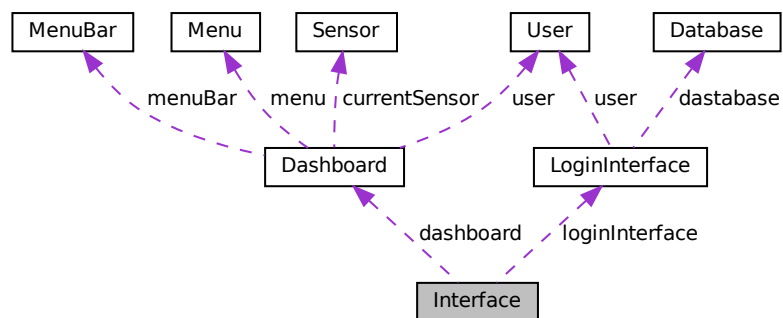 MenuBar
Menu
Sensor
User
Database
menuBar
menu
currentSensor
user
user
dastabase
Dashboard
LoginInterface
dashboard
loginInterface
Interface